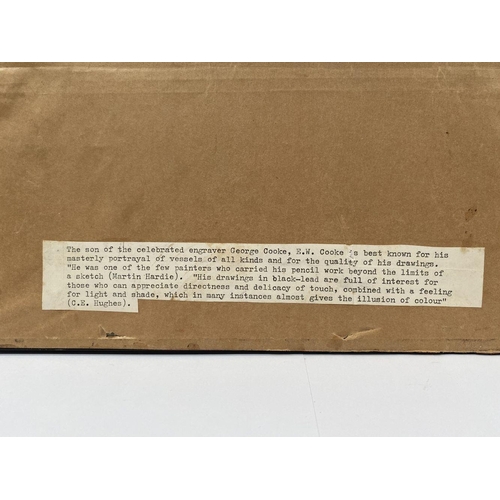 The son of the celebrated engraver George Cooke, E.W. Cooke is best known for his
masterly portrayal of vessels of all kinds and for the quality of his drawings.
"He was one of the few painters who carried his pencil work beyond the limits of
a sketch (Martin Hardie).  "His drawings in black-lead are full of interest for
those who can appreciate directness and delicacy of touch, combined with a feeling
for light and shade, which in many instances almost gives the illusion of colour"
(C.E. Hughes).